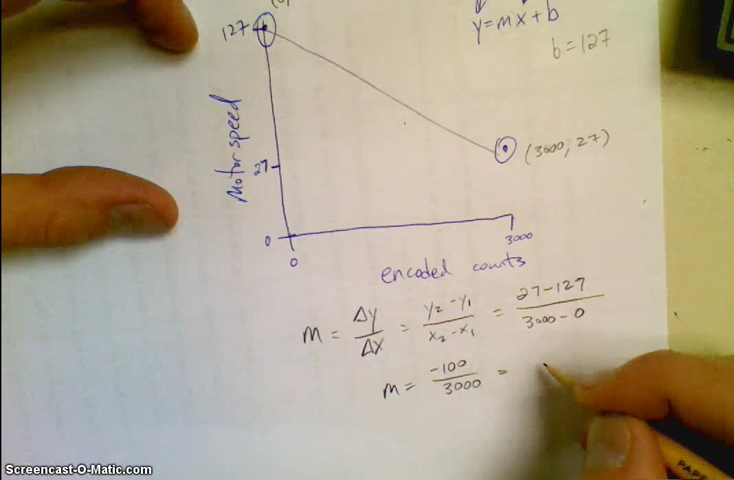 y=mx+b
b=127
127
Motor speed
27
(3000, 27)
0
0
3000
encoded counts
m = Δy/Δx = y₂-y₁/x₂-x₁ = 27-127/3000-0
m = -100/3000 =
Screencast-O-Matic.com